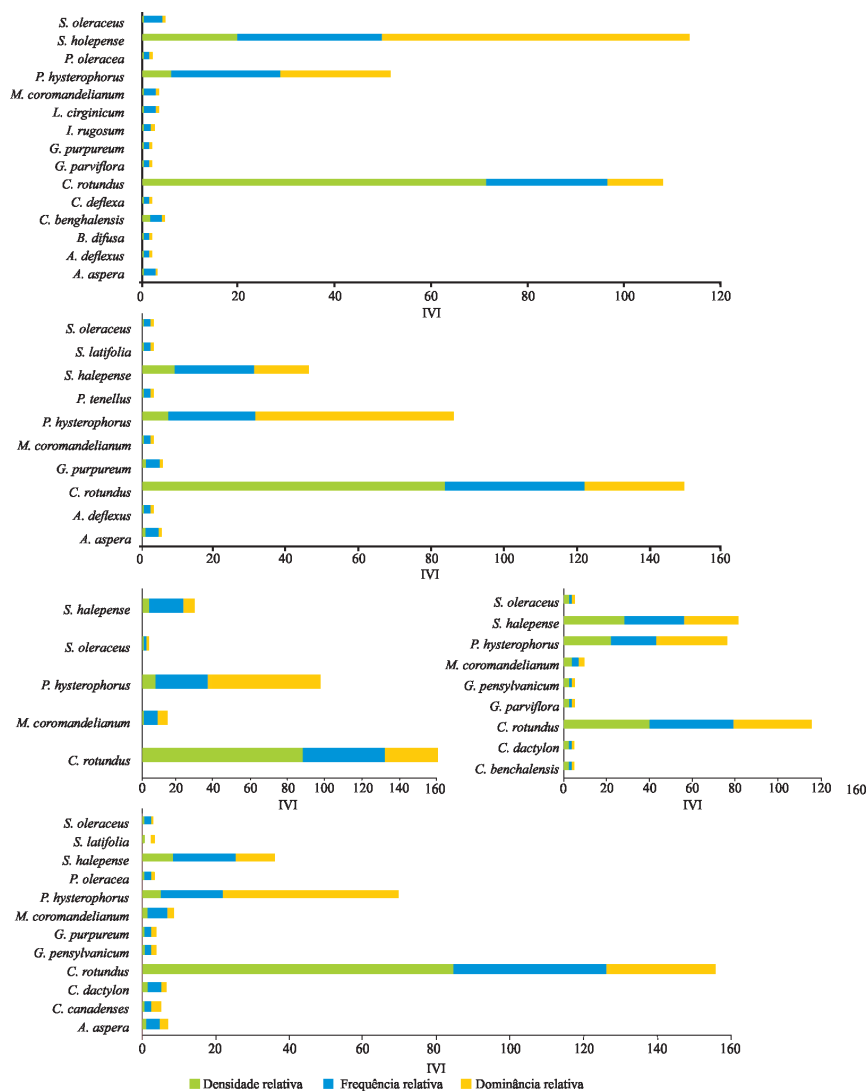 S. oleraceus
S. holepense
P. oleracea
P. hysterophorus
M. coromandelianum
L. cirginicum
I. rugosum
G. purpureum
G. parviflora
C. rotundus
C. deflexa
C. benghalensis
B. difusa
A. deflexus
A. aspera
0 20 40 60 80 100 120
IVI
S. oleraceus
S. latifolia
S. halepense
P. tenellus
P. hysterophorus
M. coromandelianum
G. purpureum
C. rotundus
A. deflexus
A. aspera
0 20 40 60 80 100 120 140 160
IVI
S. halepense
S. oleraceus
P. hysterophorus
M. coromandelianum
C. rotundus
0 20 40 60 80 100 120 140 160
IVI
S. oleraceus
S. halepense
P. hysterophorus
M. coromandelianum
G. pensylvanicum
G. parviflora
C. rotundus
C. dactylon
C. benchalensis
0 20 40 60 80 100 120 160
IVI
S. oleraceus
S. latifolia
S. halepense
P. oleracea
P. hysterophorus
M. coromandelianum
G. purpureum
G. pensylvanicum
C. rotundus
C. dactylon
C. canadenses
A. aspera
0 20 40 60 80 100 120 140 160
IVI
Densidade relativa Frequência relativa Dominância relativa